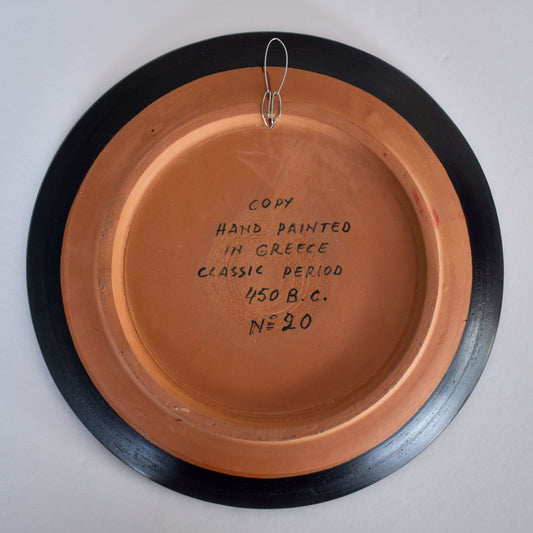 COPY
HAND PAINTED
IN GREECE
CLASSIC PERIOD
450 B.C.
Nº 20